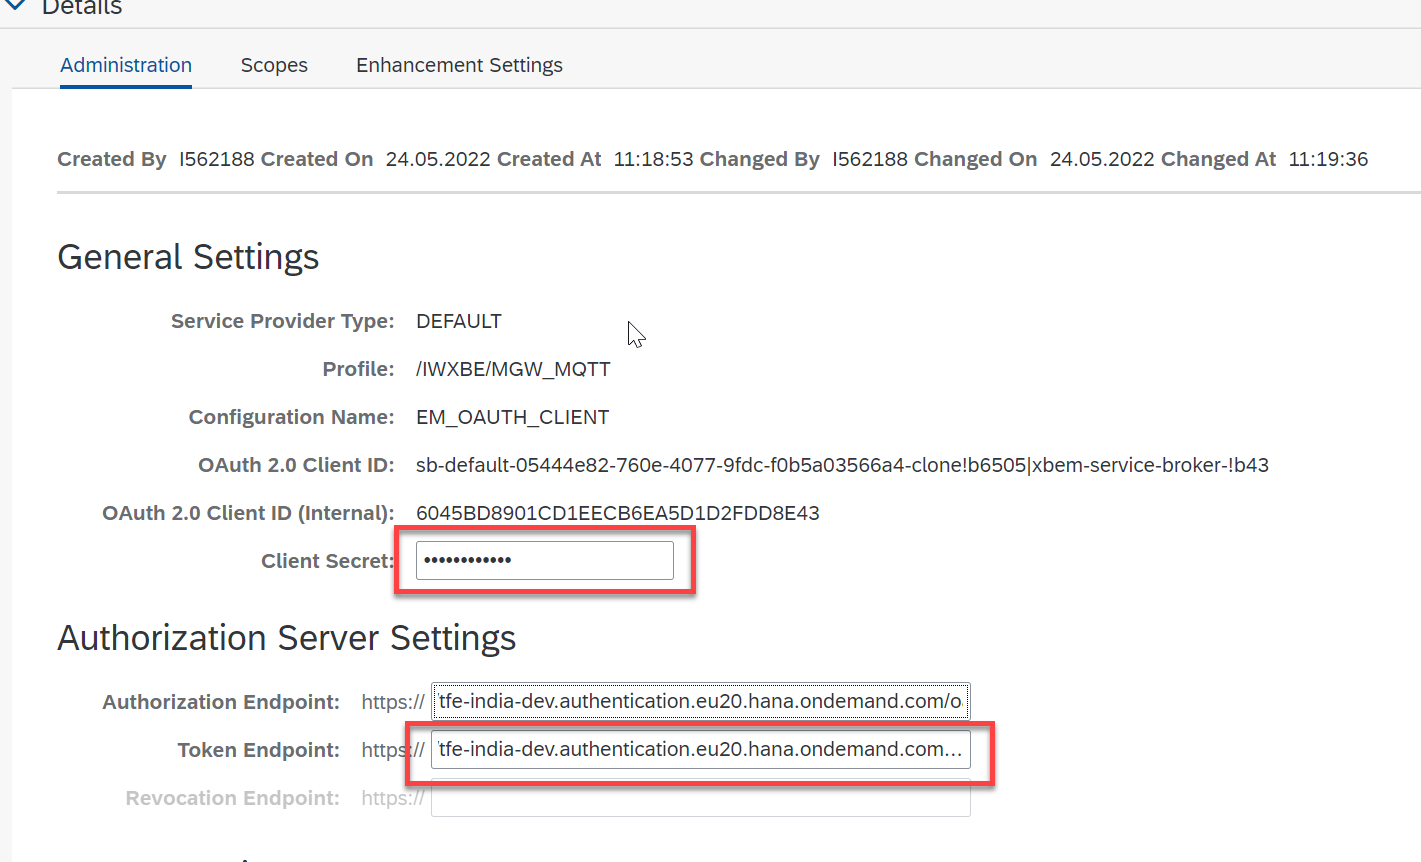 Details
Administration Scopes Enhancement Settings
Created By I562188 Created On 24.05.2022 Created At 11:18:53 Changed By I562188 Changed On 24.05.2022 Changed At 11:19:36
General Settings
Service Provider Type: DEFAULT
Profile: /IWXBE/MGW_MQTT
Configuration Name: EM_OAUTH_CLIENT
OAuth 2.0 Client ID: sb-default-05444e82-760e-4077-9fdc-f0b5a03566a4-clone!b6505|xbem-service-broker-!b43
OAuth 2.0 Client ID (Internal): 6045BD8901CD1EECB6EA5D1D2FDD8E43
Client Secret: ••••••••••••
Authorization Server Settings
Authorization Endpoint: https:// tfe-india-dev.authentication.eu20.hana.ondemand.com/o
Token Endpoint: https:// tfe-india-dev.authentication.eu20.hana.ondemand.com...
Revocation Endpoint: https://